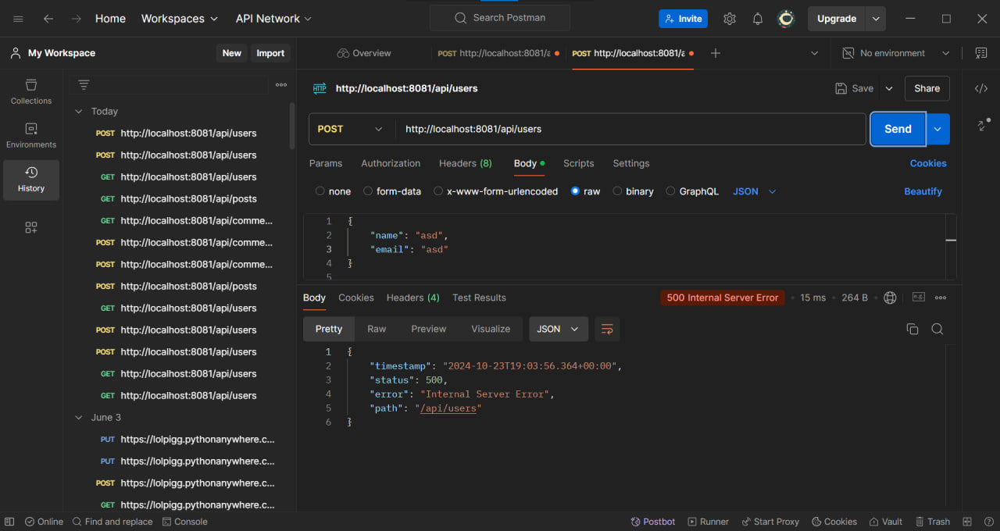 Home Workspaces API Network Search Postman Invite Upgrade
My Workspace New Import Overview POST http://localhost:8081/a POST http://localhost:8081/a No environment
Collections
Environments
History
Today
POST http://localhost:8081/api/users
POST http://localhost:8081/api/users
GET http://localhost:8081/api/users
GET http://localhost:8081/api/posts
GET http://localhost:8081/api/comme...
POST http://localhost:8081/api/comme...
POST http://localhost:8081/api/comme...
POST http://localhost:8081/api/posts
GET http://localhost:8081/api/users
POST http://localhost:8081/api/users
POST http://localhost:8081/api/users
GET http://localhost:8081/api/users
GET http://localhost:8081/api/users
June 3
PUT https://lolpigg.pythonanywhere.c...
PUT https://lolpigg.pythonanywhere.c...
POST https://lolpigg.pythonanywhere.c...
GET https://lolpigg.pythonanywhere.c...
HTTP http://localhost:8081/api/users Save Share
POST http://localhost:8081/api/users Send
Params Authorization Headers (8) Body Scripts Settings Cookies
none form-data x-www-form-urlencoded raw binary GraphQL JSON Beautify
1 {
2 "name": "asd",
3 "email": "asd"
4 }
5
Body Cookies Headers (4) Test Results 500 Internal Server Error 15 ms 264 B
Pretty Raw Preview Visualize JSON
1 {
2 "timestamp": "2024-10-23T19:03:56.364+00:00",
3 "status": 500,
4 "error": "Internal Server Error",
5 "path": "/api/users"
6 }
Online Find and replace Console Postbot Runner Start Proxy Cookies Vault Trash